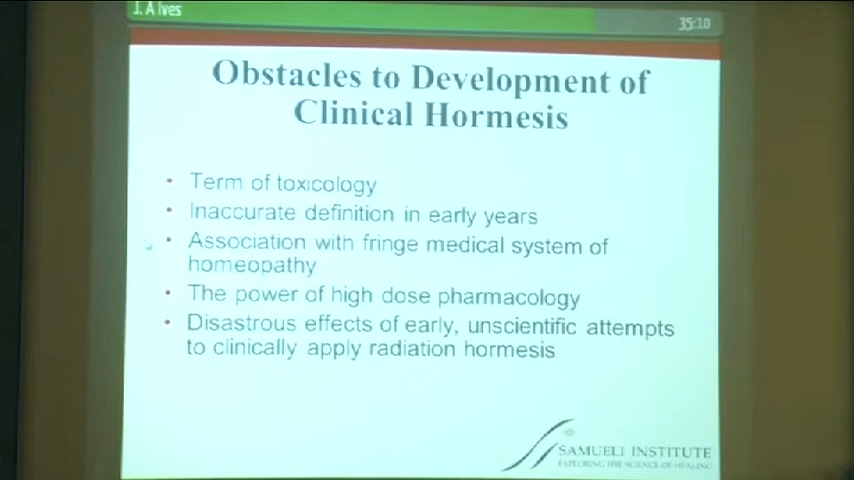 J. Alves
35:10
Obstacles to Development of
Clinical Hormesis
• Term of toxicology
• Inaccurate definition in early years
• Association with fringe medical system of
homeopathy
• The power of high dose pharmacology
• Disastrous effects of early, unscientific attempts
to clinically apply radiation hormesis
SAMUELI INSTITUTE
EXPLORING THE SCIENCE OF HEALING